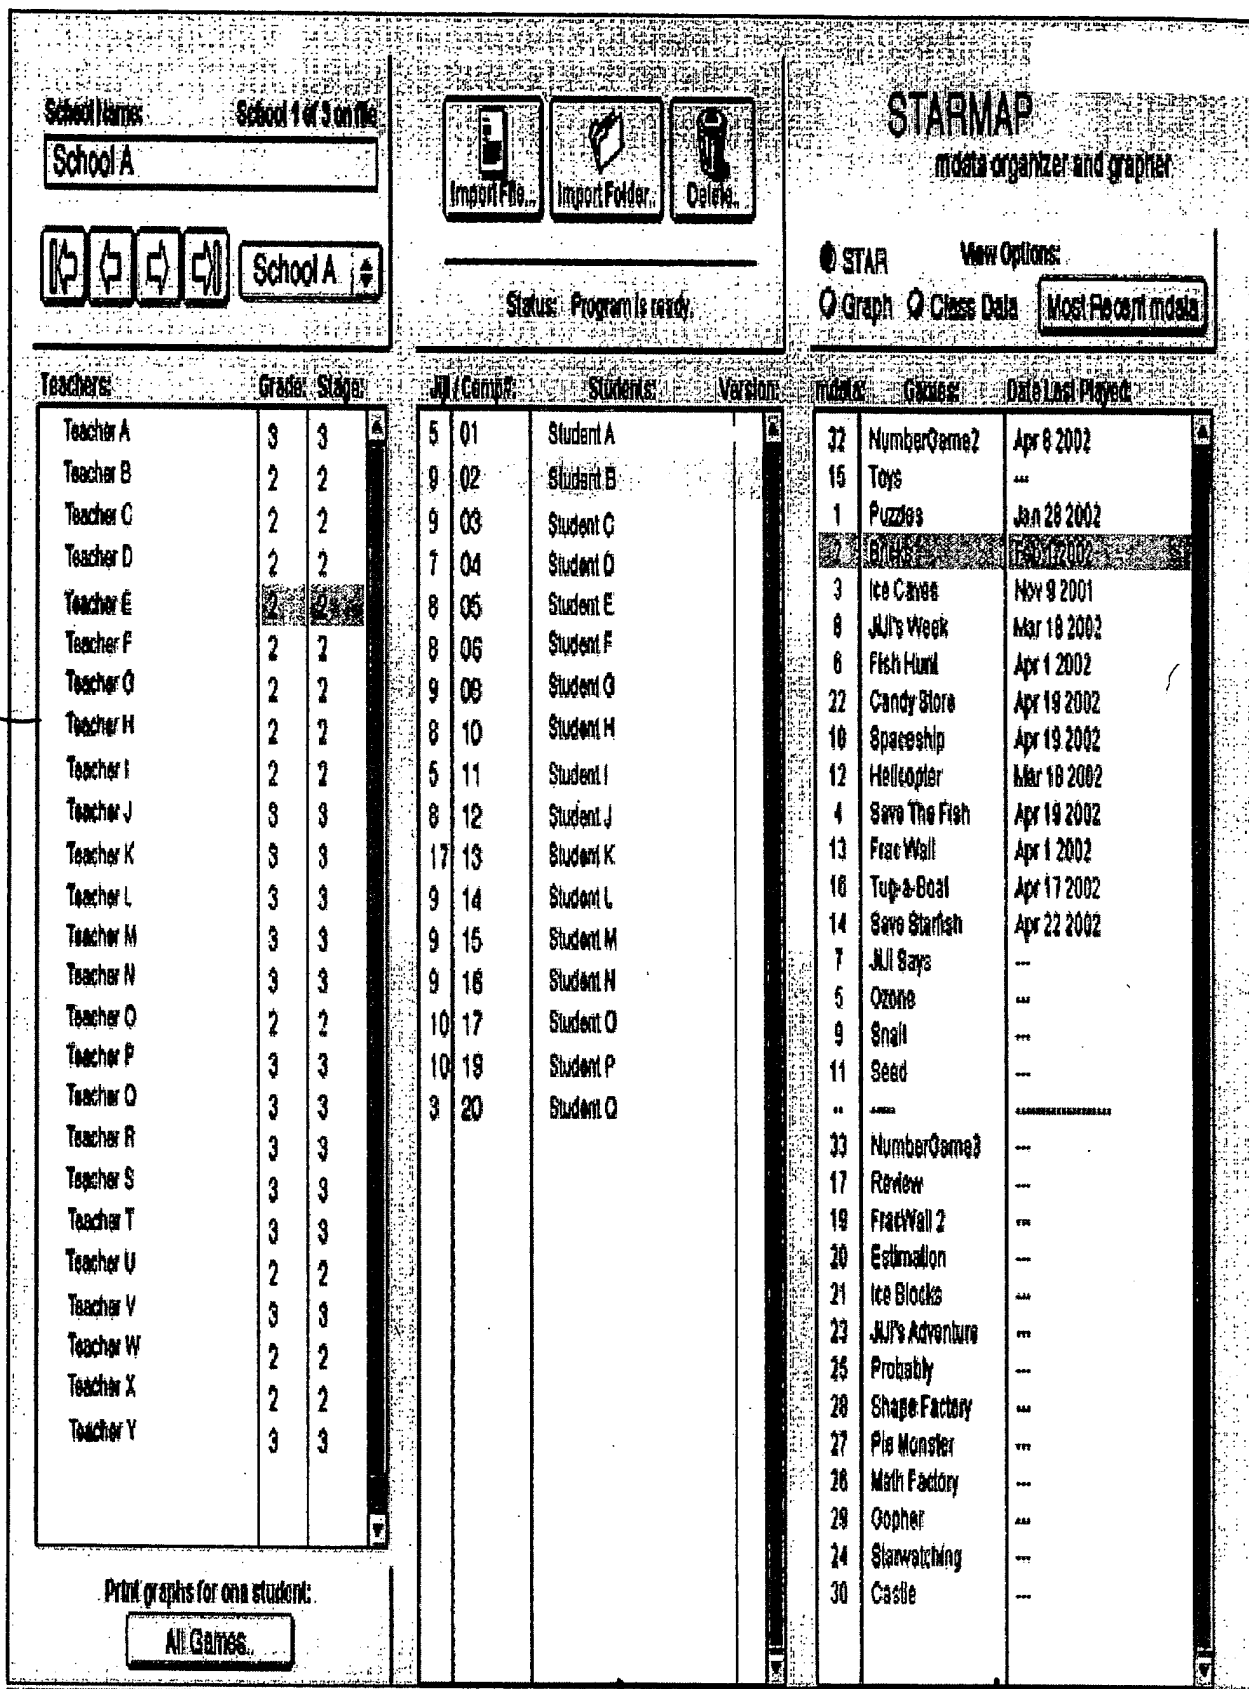 School Name: School 1 of 3 on file
School A
School A
Import File... Import Folder.. Delete..
Status: Program is ready.
STARMAP
mdata organizer and grapher
STAR View Options:
Graph Class Data Most Recent mdata
Teachers: Grade: Stage:
Teacher A 3 3
Teacher B 2 2
Teacher C 2 2
Teacher D 2 2
Teacher E 2 2
Teacher F 2 2
Teacher G 2 2
Teacher H 2 2
Teacher I 2 2
Teacher J 3 3
Teacher K 3 3
Teacher L 3 3
Teacher M 3 3
Teacher N 3 3
Teacher O 2 2
Teacher P 3 3
Teacher Q 3 3
Teacher R 3 3
Teacher S 3 3
Teacher T 3 3
Teacher U 2 2
Teacher V 3 3
Teacher W 2 2
Teacher X 2 2
Teacher Y 3 3
Print graphs for one student:
All Games..
Jiji / Comp#: Students: Version:
5 01 Student A
9 02 Student B
9 03 Student C
7 04 Student D
8 05 Student E
8 06 Student F
9 09 Student G
8 10 Student H
5 11 Student I
8 12 Student J
17 13 Student K
9 14 Student L
9 15 Student M
9 16 Student N
10 17 Student O
10 19 Student P
3 20 Student Q
mdata: Games: Date Last Played:
32 NumberGame2 Apr 8 2002
15 Toys ...
1 Puzzles Jan 28 2002
2 Bricks 2002
3 Ice Caves Nov 9 2001
8 JiJi's Week Mar 18 2002
6 Fish Hunt Apr 1 2002
22 Candy Store Apr 19 2002
10 Spaceship Apr 19 2002
12 Helicopter Mar 18 2002
4 Save The Fish Apr 19 2002
13 Frac Wall Apr 1 2002
16 Tug-a-Boat Apr 17 2002
14 Save Starfish Apr 22 2002
7 JiJi Says ...
5 Ozone ...
9 Snail ...
11 Seed ...
.. ----- -------------------
33 NumberGame3 ...
17 Review ...
19 FracWall 2 ...
20 Estimation ...
21 Ice Blocks ...
23 JiJi's Adventure ...
25 Probably ...
28 Shape Factory ...
27 Pie Monster ...
26 Math Factory ...
29 Gopher ...
24 Starwatching ...
30 Castle ...